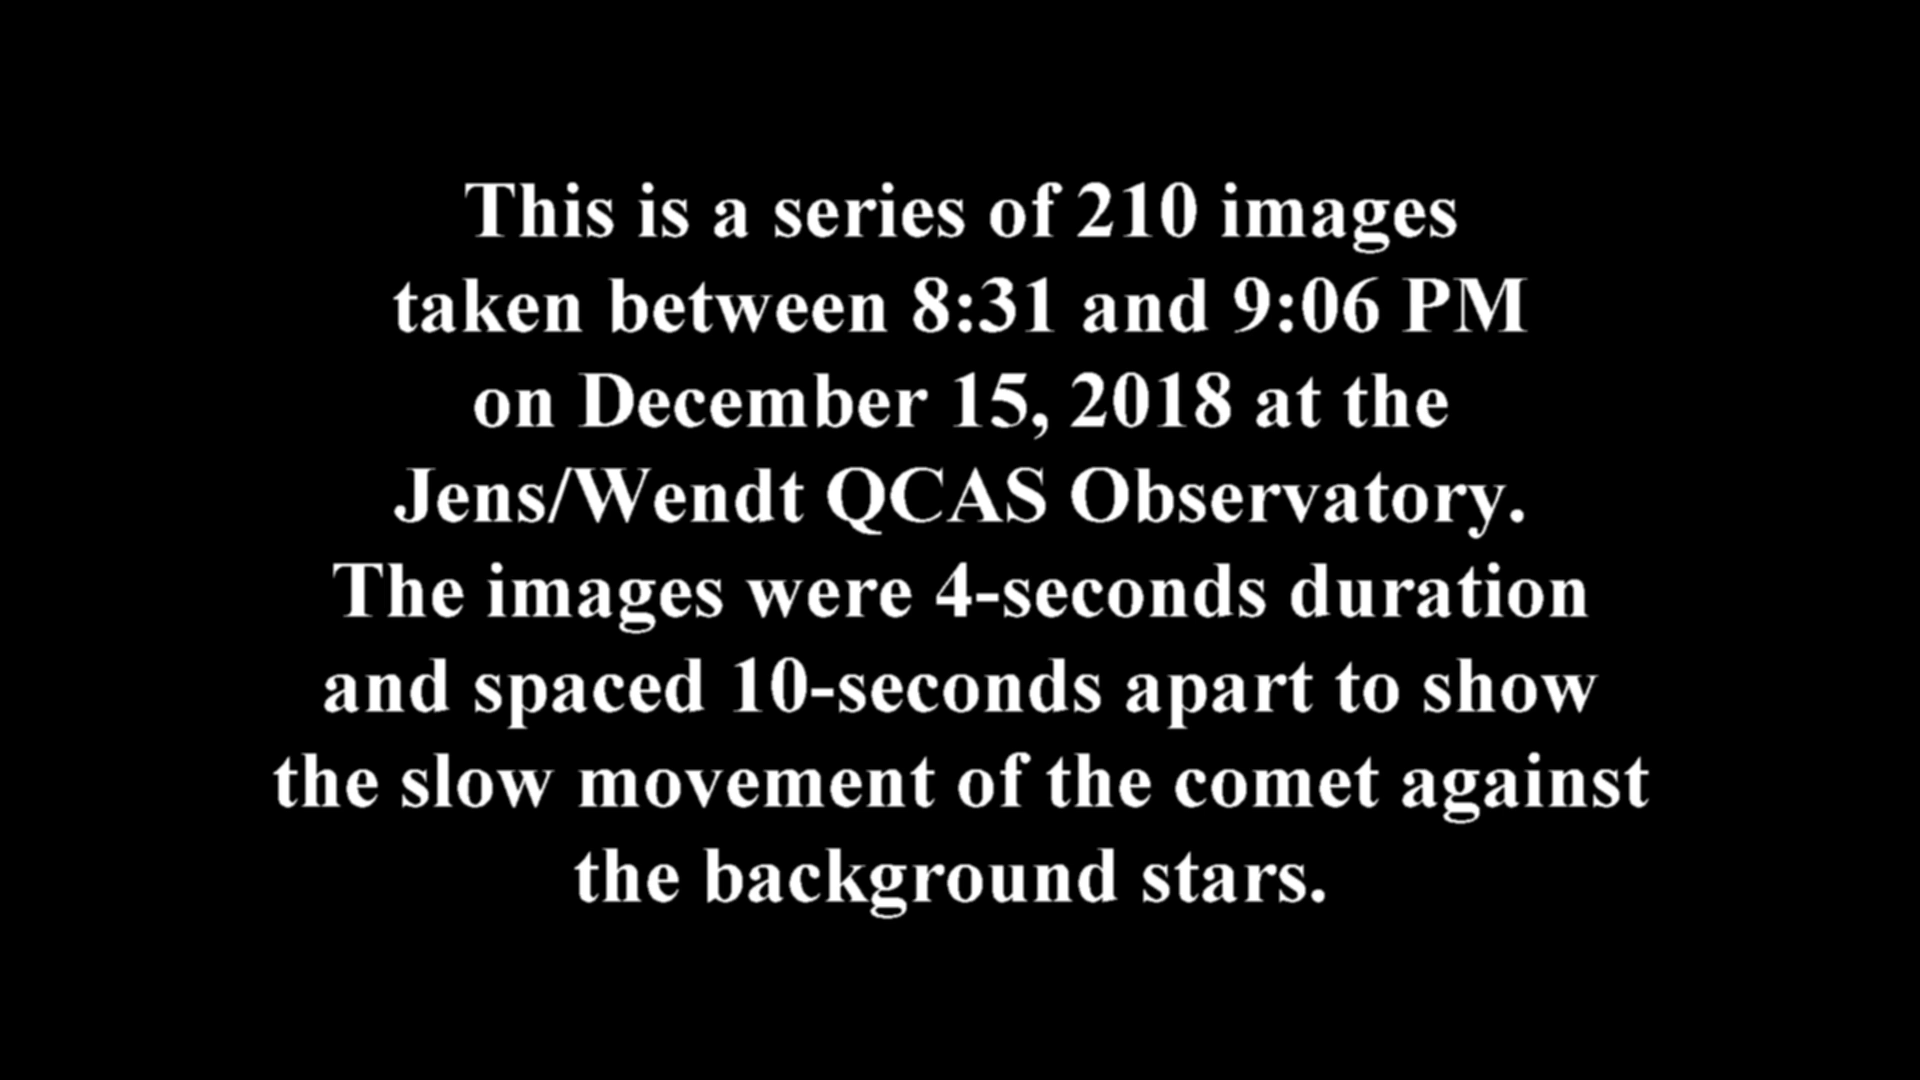 This is a series of 210 images
taken between 8:31 and 9:06 PM
on December 15, 2018 at the
Jens/Wendt QCAS Observatory.
The images were 4-seconds duration
and spaced 10-seconds apart to show
the slow movement of the comet against
the background stars.